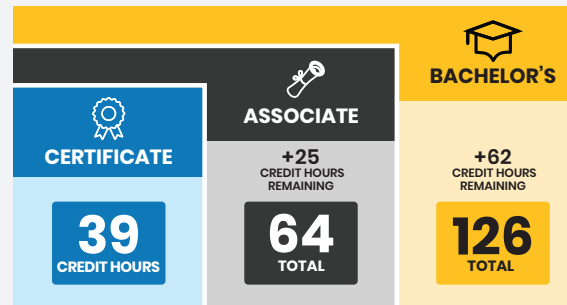 CERTIFICATE
39
CREDIT HOURS
ASSOCIATE
+25
CREDIT HOURS
REMAINING
64
TOTAL
BACHELOR'S
+62
CREDIT HOURS
REMAINING
126
TOTAL